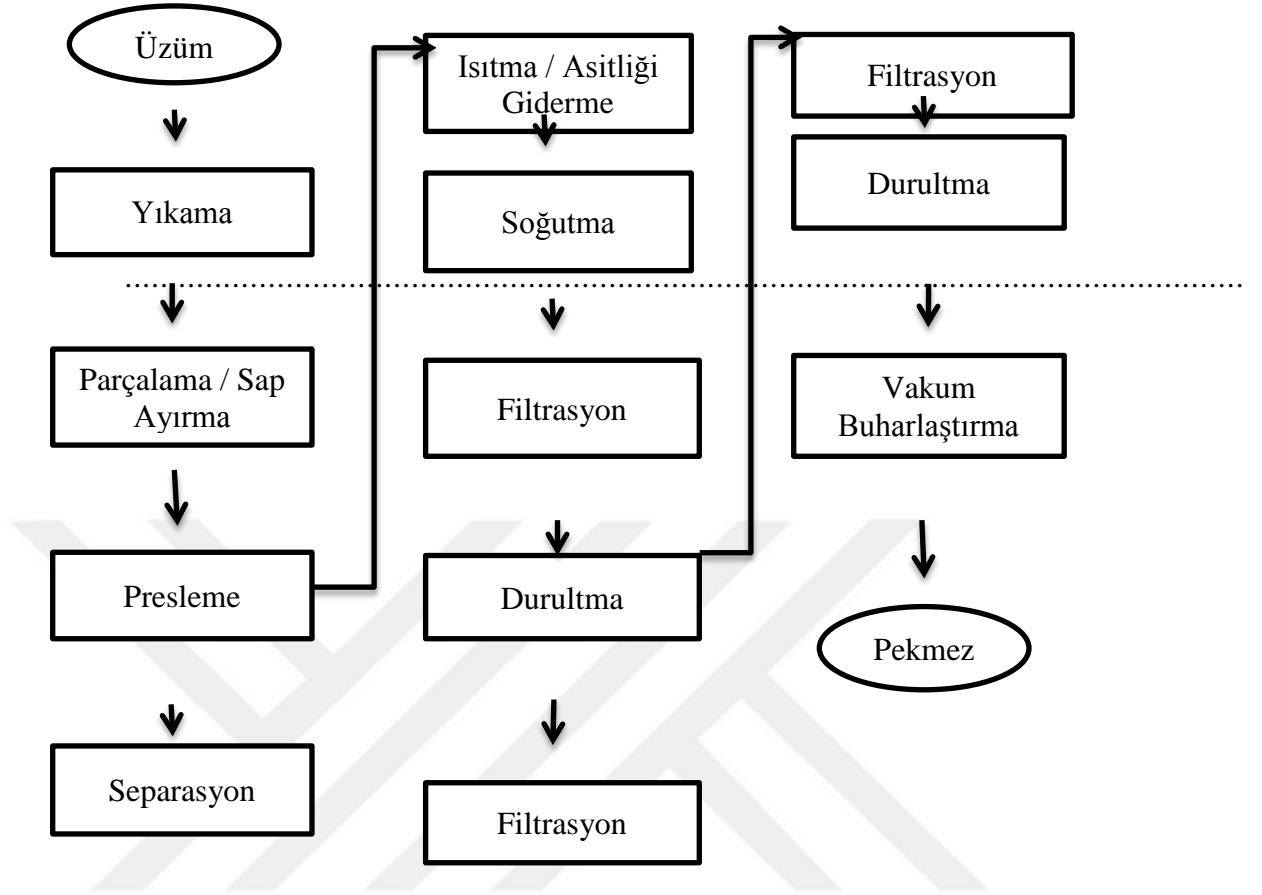 Üzüm
Yıkama
Parçalama / Sap
Ayırma
Presleme
Separasyon
Isıtma / Asitliği
Giderme
Soğutma
Filtrasyon
Durultma
Filtrasyon
Filtrasyon
Durultma
Vakum
Buharlaştırma
Pekmez